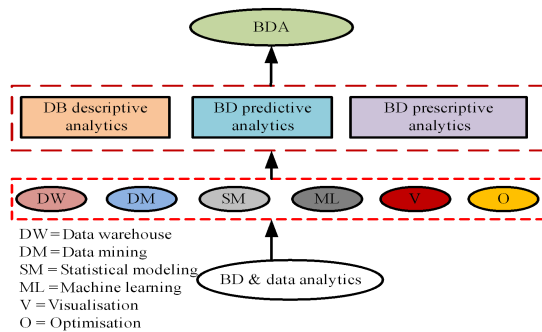 BDA
DB descriptive
analytics
BD predictive
analytics
BD prescriptive
analytics
DW
DM
SM
ML
V
O
DW = Data warehouse
DM = Data mining
SM = Statistical modeling
ML = Machine learning
V = Visualisation
O = Optimisation
BD & data analytics